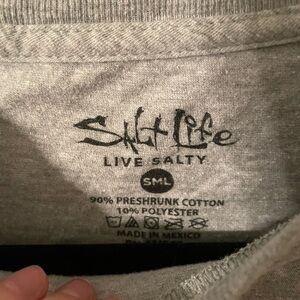 Salt Life
LIVE SALTY
SML
90% PRESHRUNK COTTON
10% POLYESTER
MADE IN MEXICO